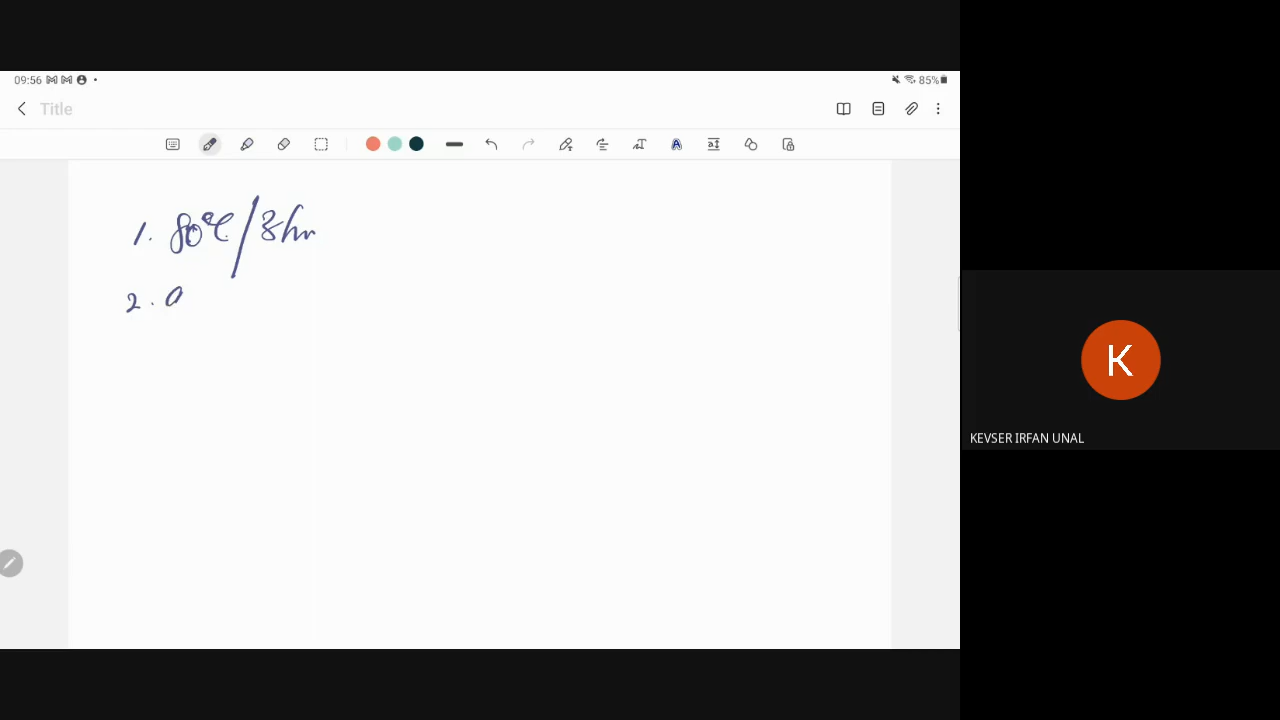 09:56
85%
Title
1. 80°C/8hr
2. 0
K
KEVSER IRFAN UNAL